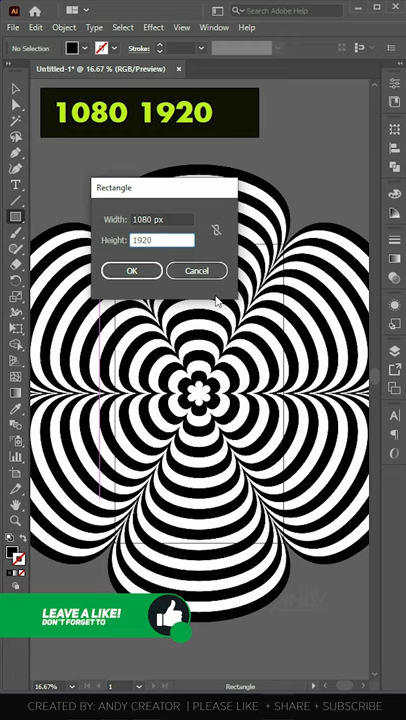 Ai
Search Adobe Help
File Edit Object Type Select Effect View Window Help
No Selection Stroke:
Untitled-1* @ 16.67 % (RGB/Preview) ×
1080 1920
Rectangle
Width: 1080 px
Height: 1920
OK Cancel
LEAVE A LIKE!
DON'T FORGET TO
16.67% 1 Rectangle
CREATED BY: ANDY CREATOR | PLEASE LIKE + SHARE + SUBSCRIBE